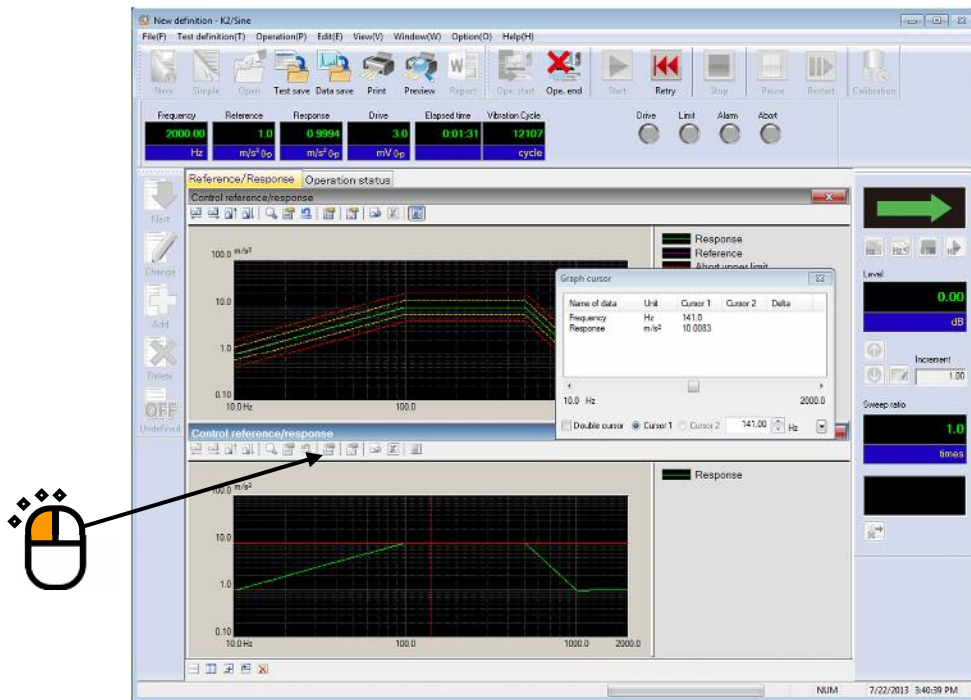 New definition - K2/Sine
File(F) Test definition(T) Operation(P) Edit(E) View(V) Window(W) Option(O) Help(H)
New Simple Open Test save Data save Print Preview Report Ope. start Ope. end Start Retry Stop Pause Restart Calibration
Frequency Reference Response Drive Elapsed time Vibration Cycle Drive Limit Alarm Abort
2000.00 1.0 0.9994 3.0 0:01:31 12107
Hz m/s² 0-p m/s² 0-p mV 0-p cycle
Reference/Response Operation status
Control reference/response
Next
Change
Add
Delete
OFF
Undefined
100.0 m/s²
10.0
1.0
0.10
10.0 Hz 100.0
Response
Reference
Abort upper limit
Graph cursor
Name of data Unit Cursor 1 Cursor 2 Delta
Frequency Hz 141.0
Response m/s² 10.0083
10.0 Hz 2000.0
Double cursor Cursor 1 Cursor 2 141.00 Hz
Level
0.00
dB
Increment
1.00
Sweep ratio
1.0
times
Control reference/response
100.0 m/s²
10.0
1.0
0.10
10.0 Hz 100.0 1000.0 2000.0
Response
NUM 7/22/2013 3:40:39 PM